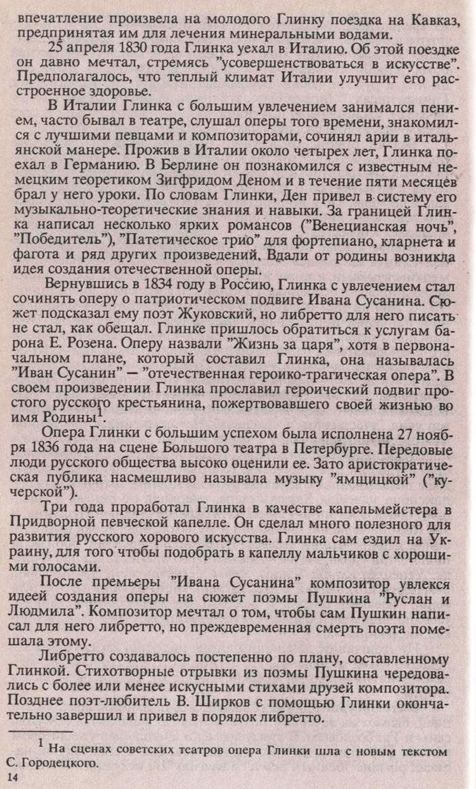 впечатление произвела на молодого Глинку поездка на Кавказ,
предпринятая им для лечения минеральными водами.
25 апреля 1830 года Глинка уехал в Италию. Об этой поездке
он давно мечтал, стремясь "усовершенствоваться в искусстве".
Предполагалось, что теплый климат Италии улучшит его рас-
строенное здоровье.
В Италии Глинка с большим увлечением занимался пени-
ем, часто бывал в театре, слушал оперы того времени, знакомил-
ся с лучшими певцами и композиторами, сочинял арии в италь-
янской манере. Прожив в Италии около четырех лет, Глинка по-
ехал в Германию. В Берлине он познакомился с известным не-
мецким теоретиком Зигфридом Деном и в течение пяти месяцев
брал у него уроки. По словам Глинки, Ден привел в систему его
музыкально-теоретические знания и навыки. За границей Глин-
ка написал несколько ярких романсов ("Венецианская ночь",
"Победитель"), "Патетическое трио" для фортепиано, кларнета и
фагота и ряд других произведений. Вдали от родины возникла
идея создания отечественной оперы.
Вернувшись в 1834 году в Россию, Глинка с увлечением стал
сочинять оперу о патриотическом подвиге Ивана Сусанина. Сю-
жет подсказал ему поэт Жуковский, но либретто для него писать
не стал, как обещал. Глинке пришлось обратиться к услугам ба-
рона Е. Розена. Оперу назвали "Жизнь за царя", хотя в первона-
чальном плане, который составил Глинка, она называлась
"Иван Сусанин" — "отечественная героико-трагическая опера". В
своем произведении Глинка прославил героический подвиг про-
стого русского крестьянина, пожертвовавшего своей жизнью во
имя Родины¹.
Опера Глинки с большим успехом была исполнена 27 нояб-
ря 1836 года на сцене Большого театра в Петербурге. Передовые
люди русского общества высоко оценили ее. Зато аристократиче-
ская публика насмешливо называла музыку "ямщицкой" ("ку-
черской").
Три года проработал Глинка в качестве капельмейстера в
Придворной певческой капелле. Он сделал много полезного для
развития русского хорового искусства. Глинка сам ездил на Ук-
раину, для того чтобы подобрать в капеллу мальчиков с хороши-
ми голосами.
После премьеры "Ивана Сусанина" композитор увлекся
идеей создания оперы на сюжет поэмы Пушкина "Руслан и
Людмила". Композитор мечтал о том, чтобы сам Пушкин напи-
сал для него либретто, но преждевременная смерть поэта поме-
шала этому.
Либретто создавалось постепенно по плану, составленному
Глинкой. Стихотворные отрывки из поэмы Пушкина чередова-
лись с более или менее искусными стихами друзей композитора.
Позднее поэт-любитель В. Ширков с помощью Глинки оконча-
тельно завершил и привел в порядок либретто.
¹ На сценах советских театров опера Глинки шла с новым текстом
С. Городецкого.
14